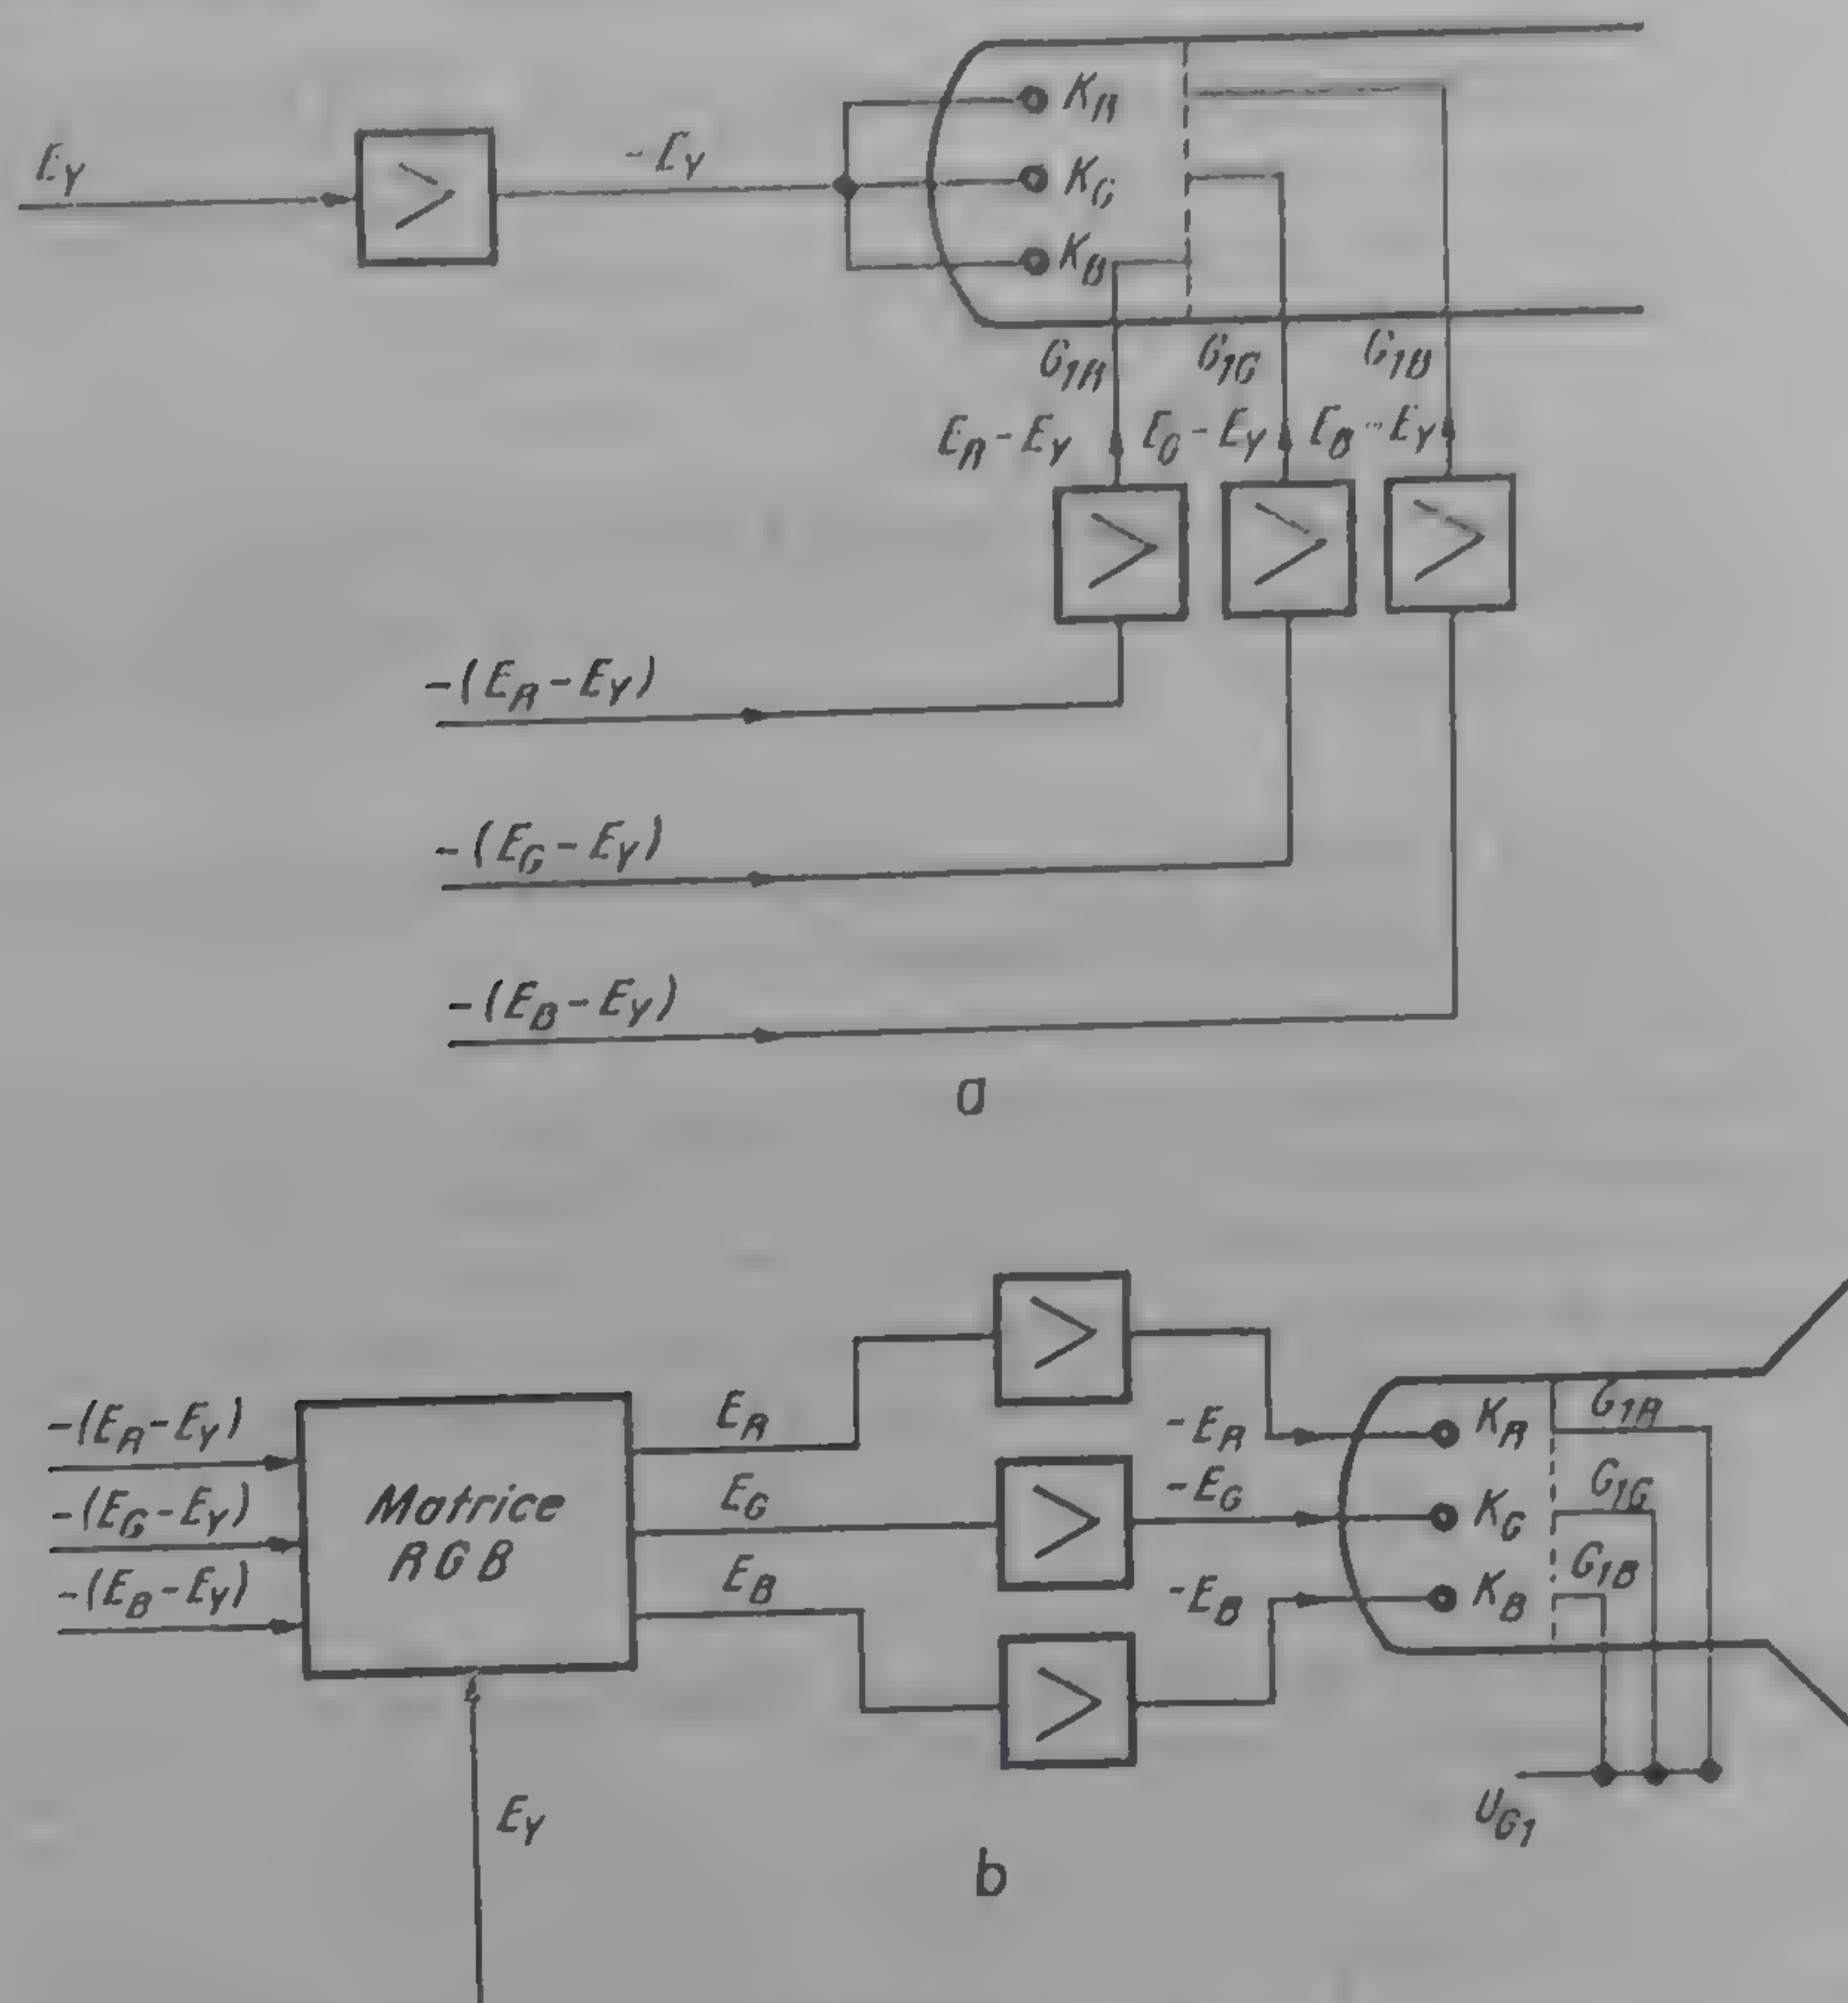 E_Y
-E_Y
K_R
K_G
K_B
G_1R G_1G G_1B
E_R-E_Y E_G-E_Y E_B-E_Y
-(E_R-E_Y)
-(E_G-E_Y)
-(E_B-E_Y)
a
-(E_R-E_Y)
-(E_G-E_Y)
-(E_B-E_Y)
Matrice
RGB
E_Y
E_R
E_G
E_B
-E_R
-E_G
-E_B
K_R
K_G
K_B
G_1R
G_1G
G_1B
U_G1
b